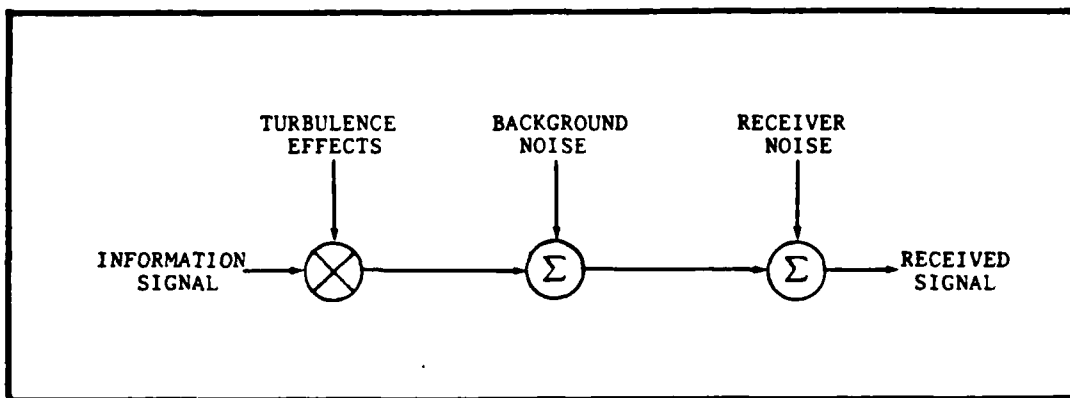 TURBULENCE
EFFECTS
BACKGROUND
NOISE
RECEIVER
NOISE
INFORMATION
SIGNAL
Σ
Σ
RECEIVED
SIGNAL